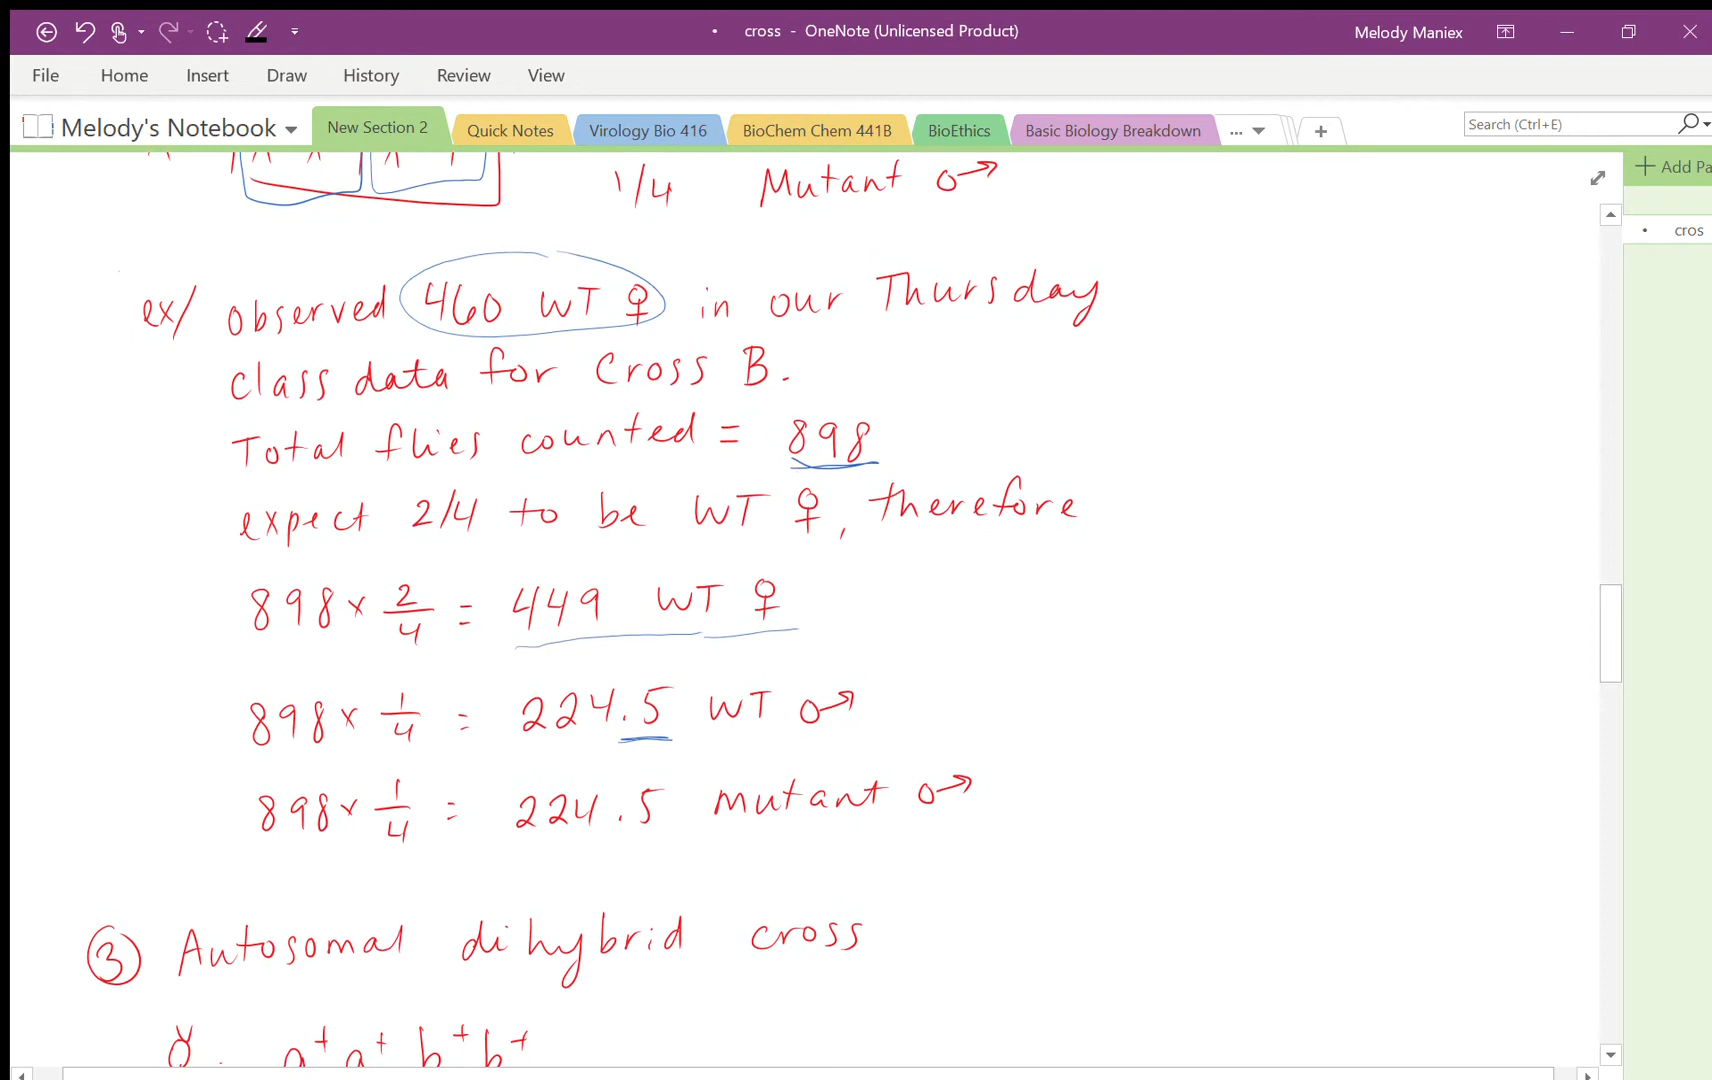 cross - OneNote (Unlicensed Product)
Melody Maniex
File Home Insert Draw History Review View
Melody's Notebook
New Section 2
Quick Notes
Virology Bio 416
BioChem Chem 441B
BioEthics
Basic Biology Breakdown
...
Search (Ctrl+E)
Add Pa
cros
1/4 Mutant ♂
ex/ observed 460 WT ♀ in our Thursday
class data for Cross B.
Total flies counted = 898
expect 2/4 to be WT ♀, therefore
898 x 2/4 = 449 WT ♀
898 x 1/4 = 224.5 WT ♂
898 x 1/4 = 224.5 mutant ♂
③ Autosomal dihybrid cross
a⁺ a⁺ b⁺ b⁺